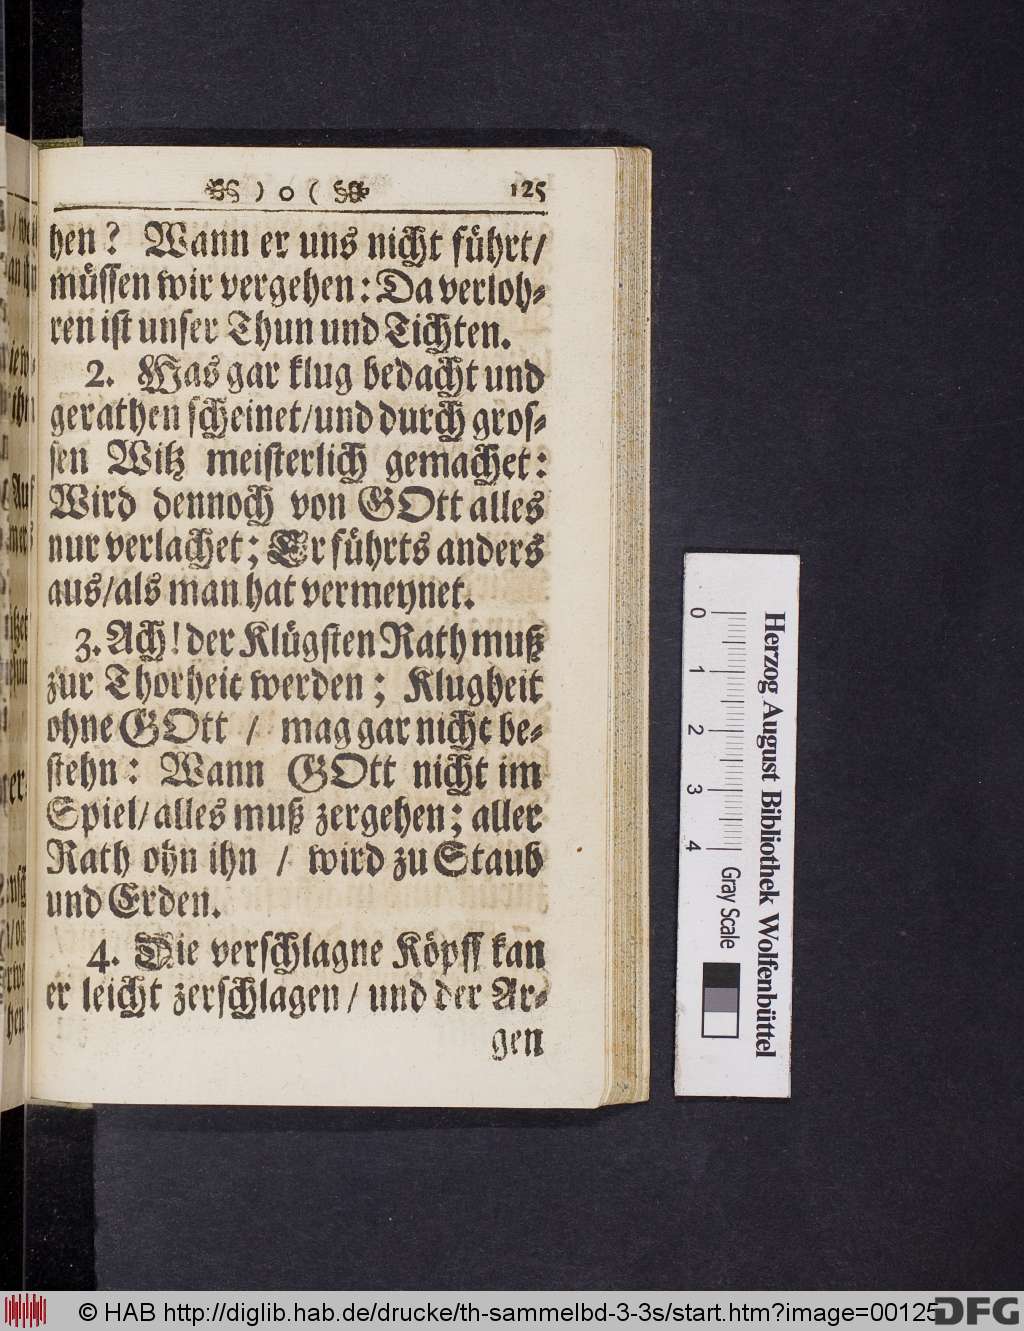 ) o ( 125
hen? Wann er uns nicht führt/
müssen wir vergehen: Da verloh-
ren ist unser Thun und Tichten.
2. Was gar klug bedacht und
gerathen scheinet/und durch gros-
sen Witz meisterlich gemachet:
Wird dennoch von GOtt alles
nur verlachet; Er führts anders
aus/als man hat vermeynet.
3. Ach! der Klügsten Rath muß
zur Thorheit werden; Klugheit
ohne GOtt / mag gar nicht be-
stehn: Wann GOtt nicht im
Spiel/ alles muß zergehen; aller
Rath ohn ihn / wird zu Staub
und Erden.
4. Die verschlagne Köpff kan
er leicht zerschlagen/ und der Ar-
gen
0 1 2 3 4
Gray Scale
Herzog August Bibliothek Wolfenbüttel
© HAB http://diglib.hab.de/drucke/th-sammelbd-3-3s/start.htm?image=00125
DFG